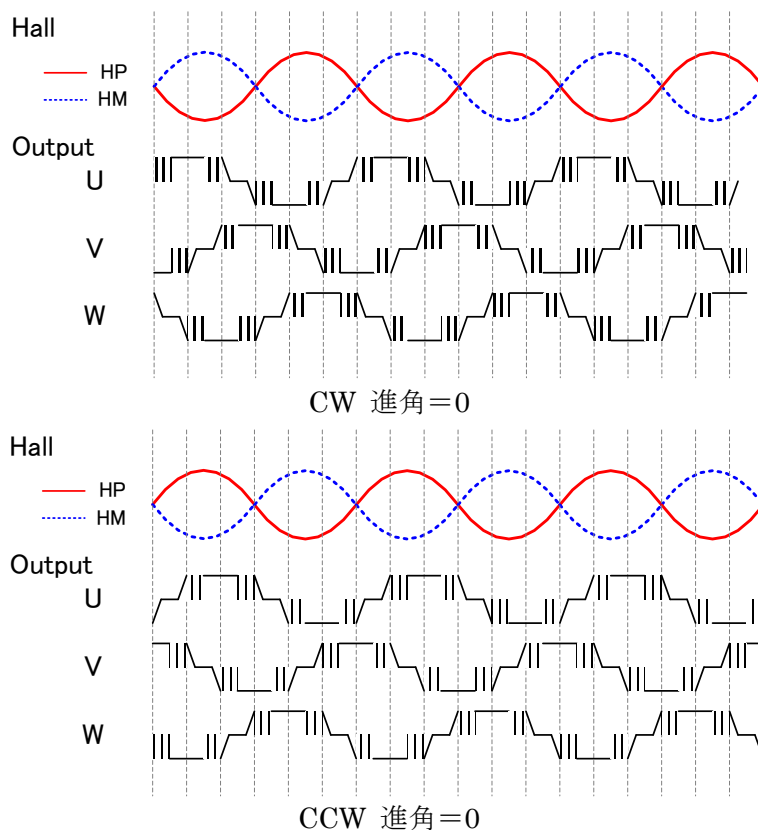 Hall
HP
HM
Output
U
V
W
CW 進角=0
Hall
HP
HM
Output
U
V
W
CCW 進角=0